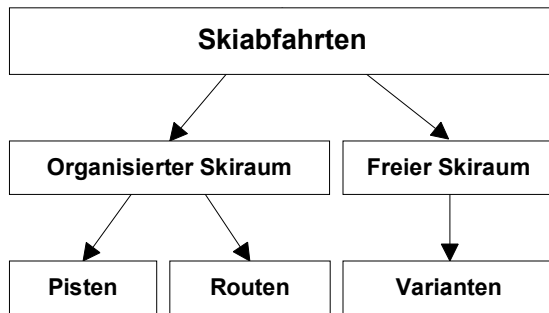 Skiabfahrten
Organisierter Skiraum
Freier Skiraum
Pisten
Routen
Varianten